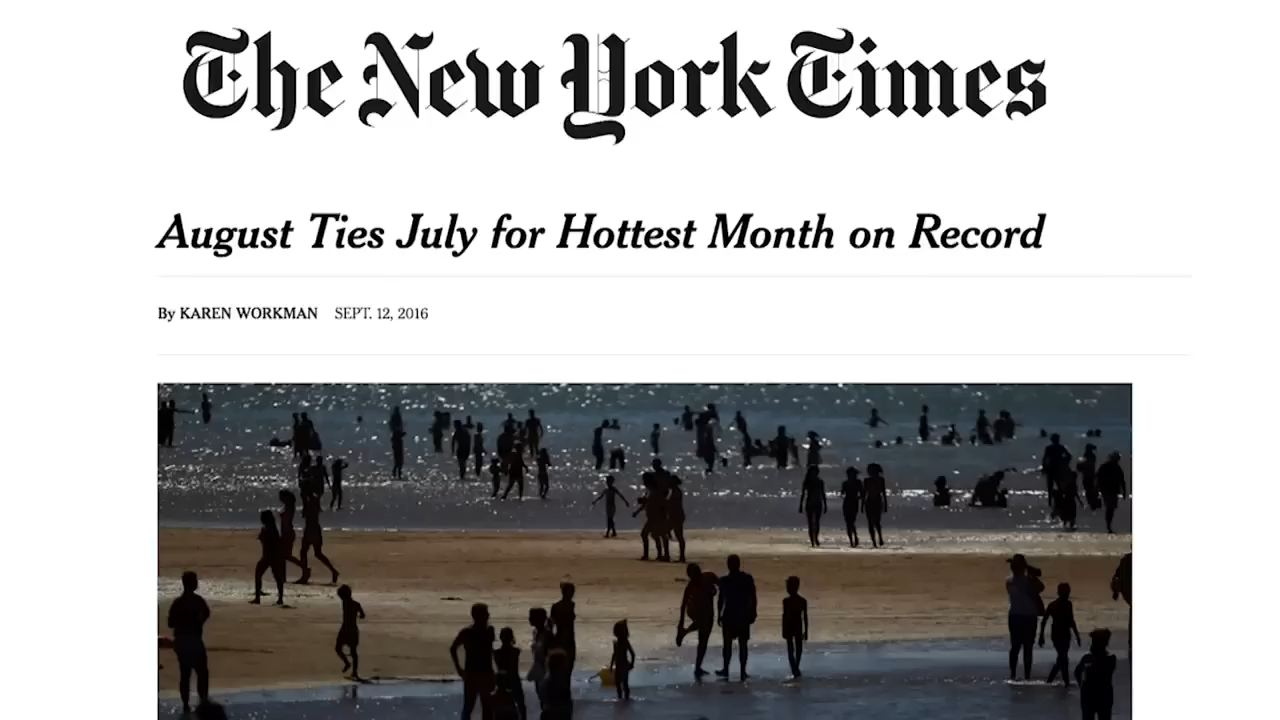 The New York Times
August Ties July for Hottest Month on Record
By KAREN WORKMAN SEPT. 12, 2016